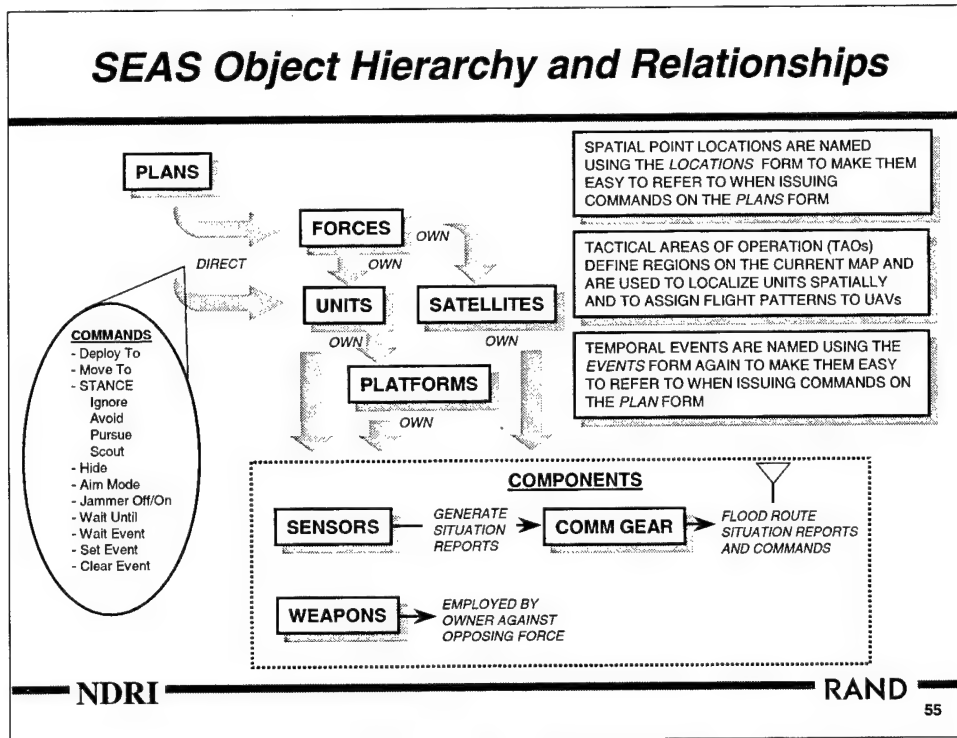 SEAS Object Hierarchy and Relationships
PLANS
FORCES
OWN
OWN
DIRECT
UNITS
SATELLITES
OWN
OWN
PLATFORMS
OWN
SPATIAL POINT LOCATIONS ARE NAMED
USING THE LOCATIONS FORM TO MAKE THEM
EASY TO REFER TO WHEN ISSUING
COMMANDS ON THE PLANS FORM
TACTICAL AREAS OF OPERATION (TAOs)
DEFINE REGIONS ON THE CURRENT MAP AND
ARE USED TO LOCALIZE UNITS SPATIALLY
AND TO ASSIGN FLIGHT PATTERNS TO UAVs
TEMPORAL EVENTS ARE NAMED USING THE
EVENTS FORM AGAIN TO MAKE THEM EASY
TO REFER TO WHEN ISSUING COMMANDS ON
THE PLAN FORM
COMMANDS
- Deploy To
- Move To
- STANCE
Ignore
Avoid
Pursue
Scout
- Hide
- Aim Mode
- Jammer Off/On
- Wait Until
- Wait Event
- Set Event
- Clear Event
COMPONENTS
SENSORS
GENERATE
SITUATION
REPORTS
COMM GEAR
FLOOD ROUTE
SITUATION REPORTS
AND COMMANDS
WEAPONS
EMPLOYED BY
OWNER AGAINST
OPPOSING FORCE
NDRI
RAND
55